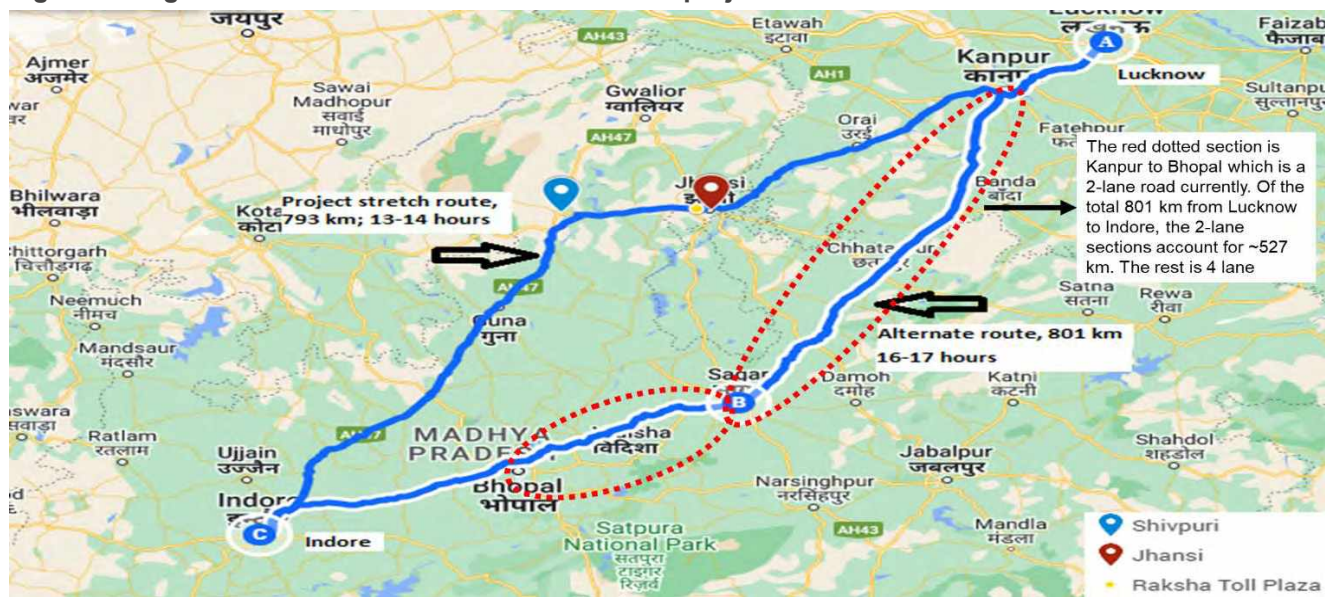 जयपुर
AH43
Etawah
इटावा
Lucknow
A
Lucknow
फैजाब
Ajmer
अजमेर
Sawai
Madhopur
सवाई
माधोपुर
Gwalior
ग्वालियर
AH1
Kanpur
Sultanpu
सुल्तानपु
AH47
Orai
उरई
Fatehpur
Bhilwara
भीलवाड़ा
Project stretch route,
793 km; 13-14 hours
Banda
बाँदा
The red dotted section is
Kanpur to Bhopal which is a
2-lane road currently. Of the
total 801 km from Lucknow
to Indore, the 2-lane
sections account for ~527
km. The rest is 4 lane
Kota
Chittorgarh
चित्तौड़गढ़
Neemuch
नीमच
Mandsaur
मंदसौर
Guna
गुना
Satna
सतना
Rewa
रीवा
Alternate route, 801 km
16-17 hours
Sagar
B
Damoh
दमोह
Katni
कटनी
Ratlam
रतलाम
Ujjain
उज्जैन
MADHYA
PRADESH
विदिशा
Bhopal
भोपाल
Jabalpur
जबलपुर
Shahdol
शहडोल
Indore
C
Indore
Narsinghpur
नरसिंहपुर
AH43
Mandla
मंडला
Satpura
National Park
सतपुरा
टाइगर
रिज़र्व
Shivpuri
Jhansi
Raksha Toll Plaza